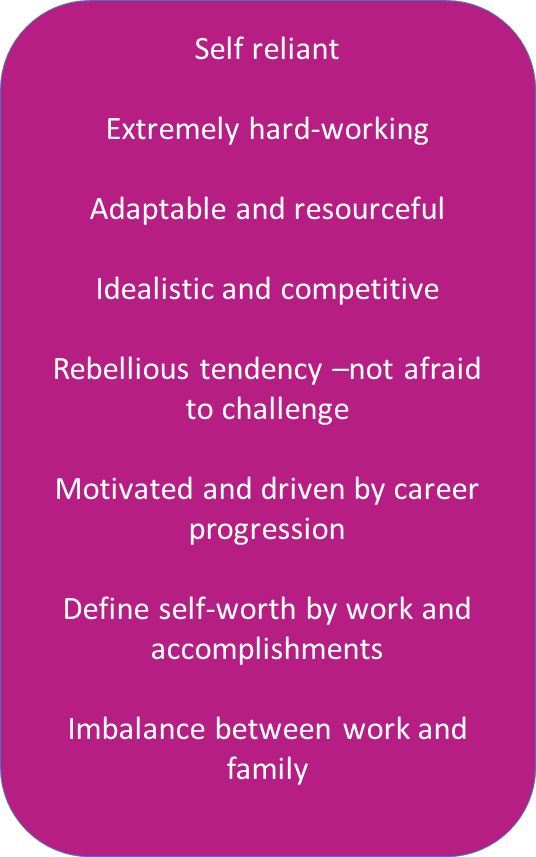 Self reliant
Extremely hard-working
Adaptable and resourceful
Idealistic and competitive
Rebellious tendency –not afraid
to challenge
Motivated and driven by career
progression
Define self-worth by work and
accomplishments
Imbalance between work and
family